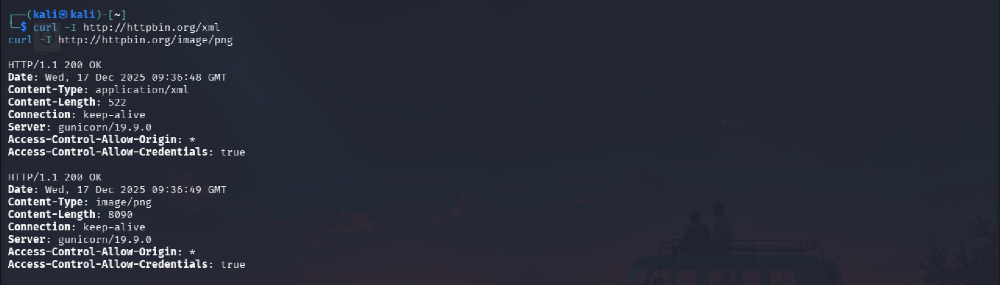 ┌──(kali㉿kali)-[~]
└─$ curl -I http://httpbin.org/xml
curl -I http://httpbin.org/image/png
HTTP/1.1 200 OK
Date: Wed, 17 Dec 2025 09:36:48 GMT
Content-Type: application/xml
Content-Length: 522
Connection: keep-alive
Server: gunicorn/19.9.0
Access-Control-Allow-Origin: *
Access-Control-Allow-Credentials: true
HTTP/1.1 200 OK
Date: Wed, 17 Dec 2025 09:36:49 GMT
Content-Type: image/png
Content-Length: 8090
Connection: keep-alive
Server: gunicorn/19.9.0
Access-Control-Allow-Origin: *
Access-Control-Allow-Credentials: true